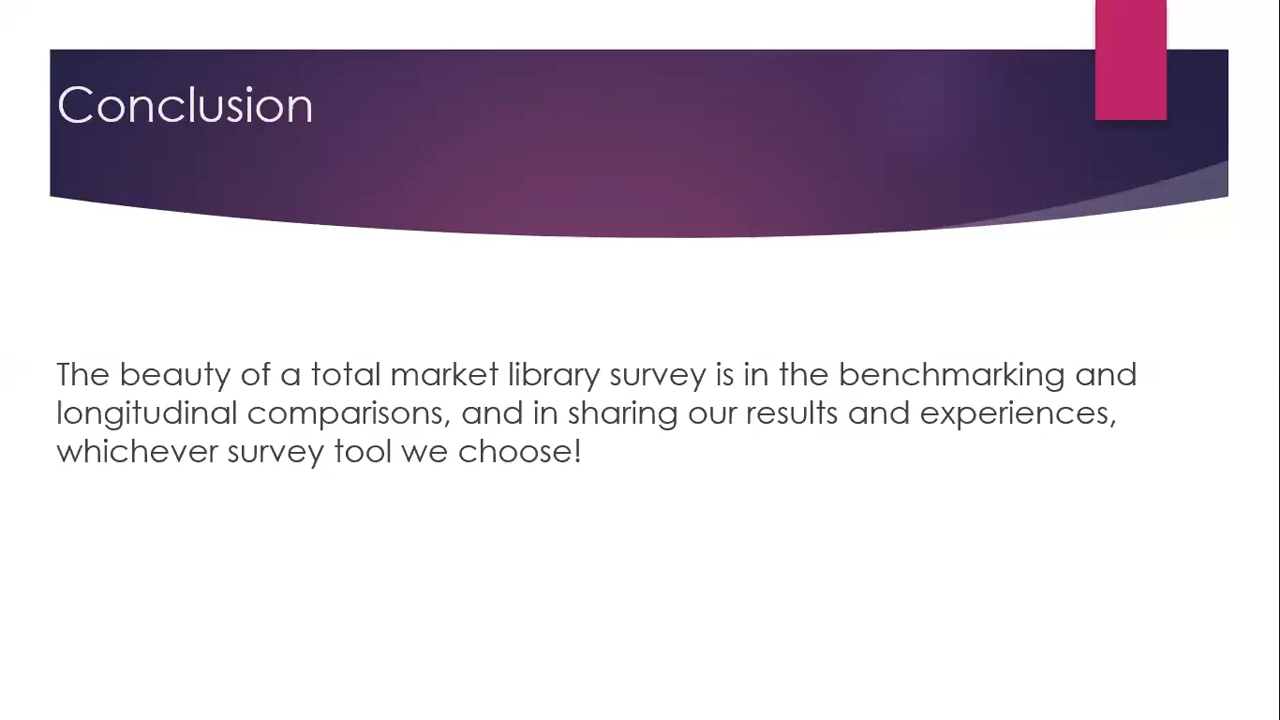 Conclusion
The beauty of a total market library survey is in the benchmarking and
longitudinal comparisons, and in sharing our results and experiences,
whichever survey tool we choose!